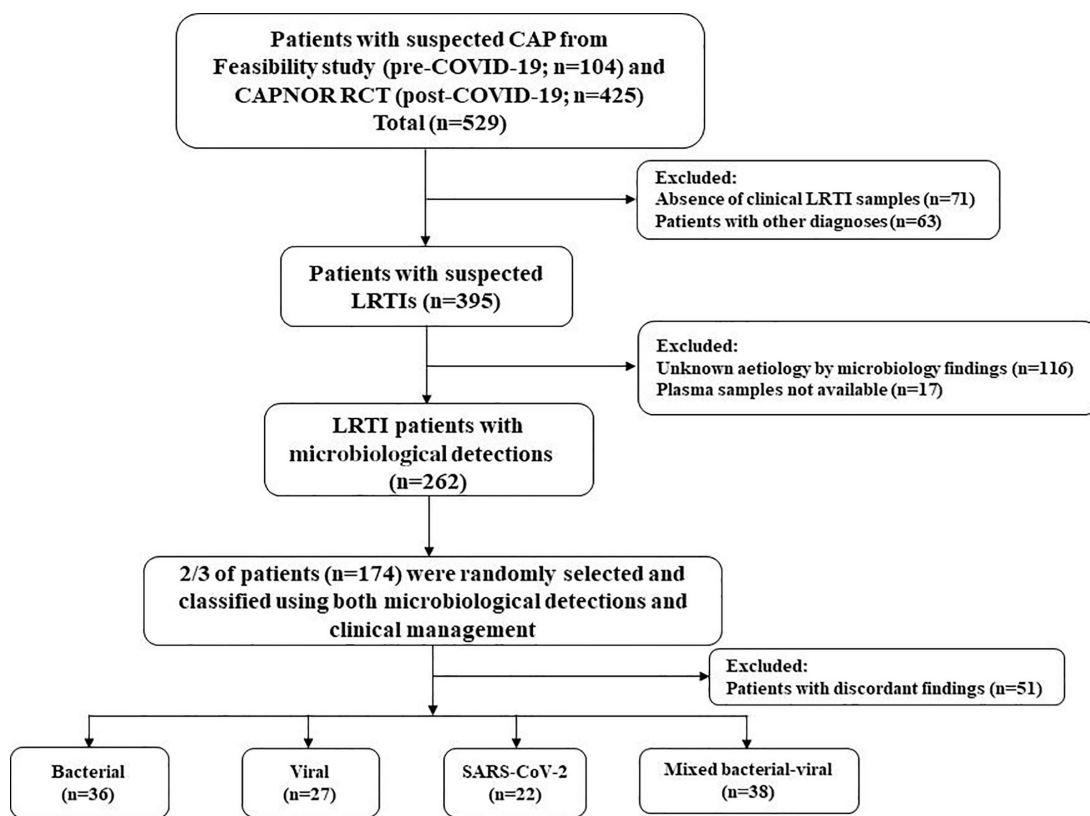 Patients with suspected CAP from
Feasibility study (pre-COVID-19; n=104) and
CAPNOR RCT (post-COVID-19; n=425)
Total (n=529)
Excluded:
Absence of clinical LRTI samples (n=71)
Patients with other diagnoses (n=63)
Patients with suspected
LRTIs (n=395)
Excluded:
Unknown aetiology by microbiology findings (n=116)
Plasma samples not available (n=17)
LRTI patients with
microbiological detections
(n=262)
2/3 of patients (n=174) were randomly selected and
classified using both microbiological detections and
clinical management
Excluded:
Patients with discordant findings (n=51)
Bacterial
(n=36)
Viral
(n=27)
SARS-CoV-2
(n=22)
Mixed bacterial-viral
(n=38)